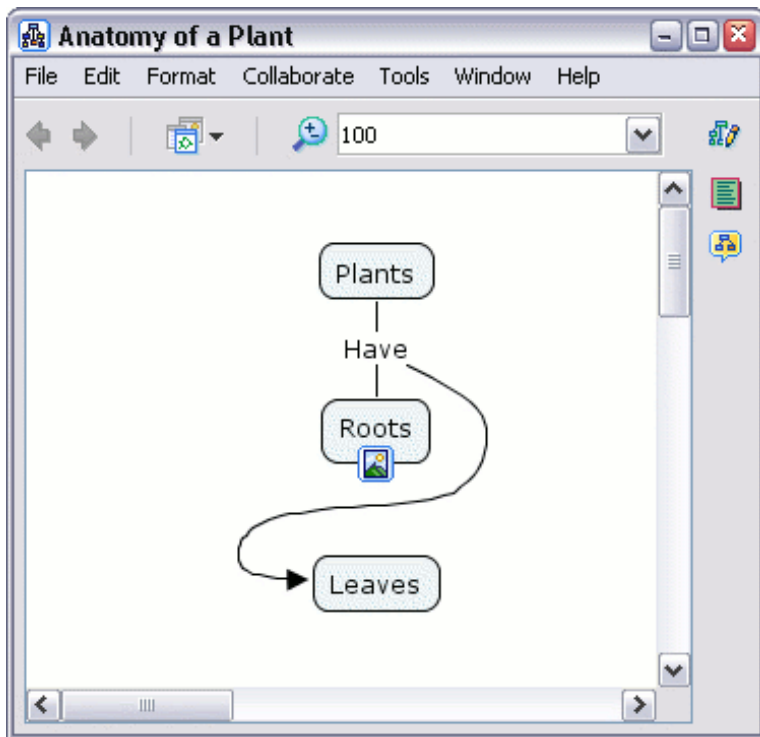 Anatomy of a Plant
File Edit Format Collaborate Tools Window Help
100
Plants
Have
Roots
Leaves